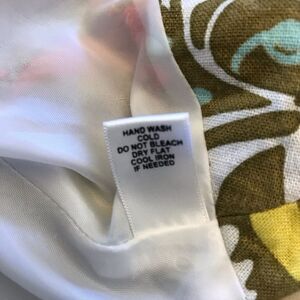 HAND WASH
COLD
DO NOT BLEACH
DRY FLAT
COOL IRON
IF NEEDED